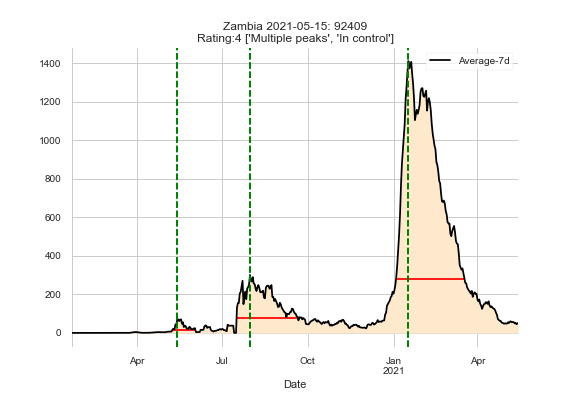 Zambia 2021-05-15: 92409
Rating:4 ['Multiple peaks', 'In control']
Average-7d
1400
1200
1000
800
600
400
200
0
Apr
Jul
Oct
Jan
2021
Apr
Date